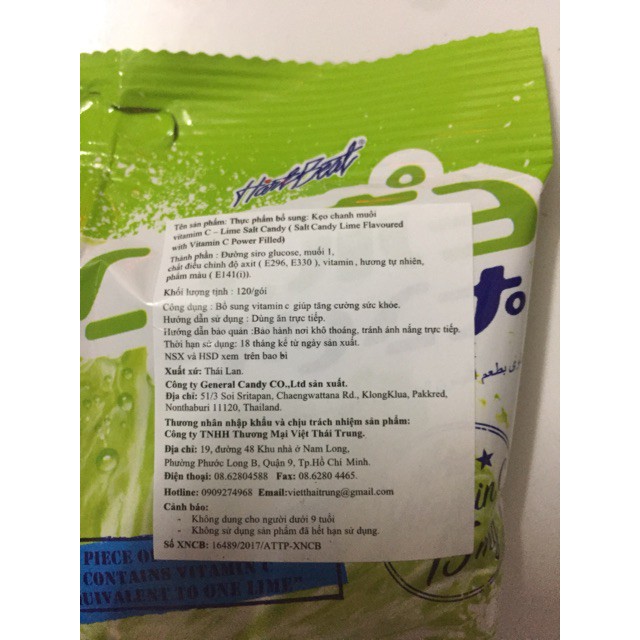 HartBeat
Tên sản phẩm: Thực phẩm bổ sung: Kẹo chanh muối
vitamim C – Lime Salt Candy ( Salt Candy Lime Flavoured
with Vitamin C Power Filled)
Thành phần : Đường siro glucose, muối 1,
chất điều chỉnh độ axit ( E296, E330 ), vitamin, hương tự nhiên,
phẩm màu ( E141(i)).
Khối lượng tịnh : 120/gói
Công dụng : Bổ sung vitamin c giúp tăng cường sức khỏe.
Hướng dẫn sử dụng : Dùng ăn trực tiếp.
Hướng dẫn bảo quản :Bảo hành nơi khô thoáng, tránh ánh nắng trực tiếp.
Thời hạn sử dụng: 18 tháng kể từ ngày sản xuất.
NSX và HSD xem trên bao bì
Xuất xứ: Thái Lan.
Công ty General Candy CO.,Ltd sản xuất.
Địa chỉ: 51/3 Soi Sritapan, Chaengwattana Rd., KlongKlua, Pakkred,
Nonthaburi 11120, Thailand.
Thương nhân nhập khẩu và chịu trách nhiệm sản phẩm:
Công ty TNHH Thương Mại Việt Thái Trung.
Địa chỉ: 19, đường 48 Khu nhà ở Nam Long,
Phường Phước Long B, Quận 9, Tp.Hồ Chí Minh.
Điện thoại: 08.62804588 Fax: 08.6280 4465.
Hotline: 0909274968 Email:vietthaitrung@gmail.com
Cảnh báo:
- Không dùng cho người dưới 9 tuổi
- Không sử dụng sản phẩm đã hết hạn sử dụng.
Số XNCB: 16489/2017/ATTP-XNCB
PIECE
CONTAINS VITAMIN C
TO ONE LIME"